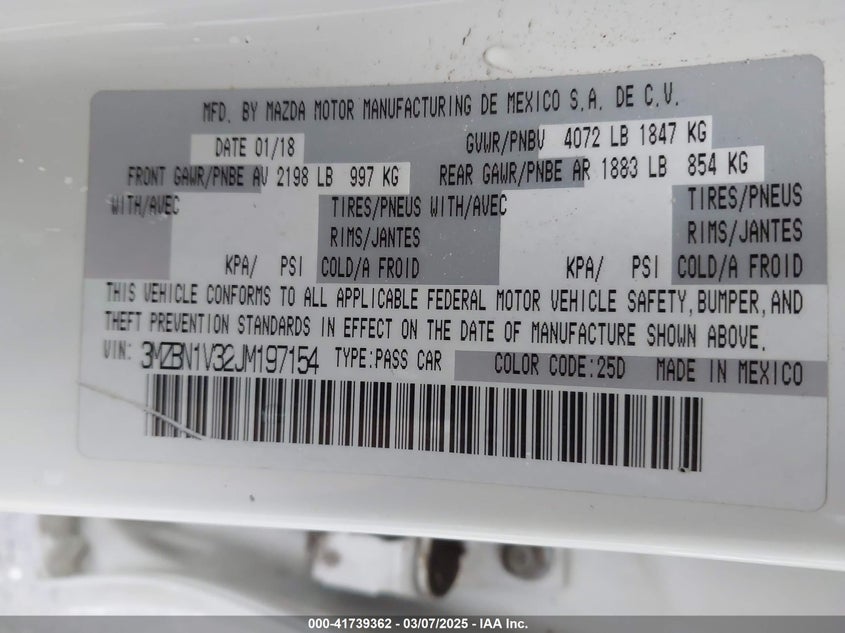 MFD. BY MAZDA MOTOR MANUFACTURING DE MEXICO S.A. DE C.V.
DATE 01/18 GVWR/PNBV 4072 LB 1847 KG
FRONT GAWR/PNBE AV 2198 LB 997 KG REAR GAWR/PNBE AR 1883 LB 854 KG
WITH/AVEC TIRES/PNEUS WITH/AVEC TIRES/PNEUS
RIMS/JANTES RIMS/JANTES
KPA/ PSI COLD/A FROID KPA/ PSI COLD/A FROID
THIS VEHICLE CONFORMS TO ALL APPLICABLE FEDERAL MOTOR VEHICLE SAFETY, BUMPER, AND
THEFT PREVENTION STANDARDS IN EFFECT ON THE DATE OF MANUFACTURE SHOWN ABOVE.
VIN: 3MZBN1V32JM197154 TYPE:PASS CAR COLOR CODE:25D MADE IN MEXICO
000-41739362 - 03/07/2025 - IAA Inc.